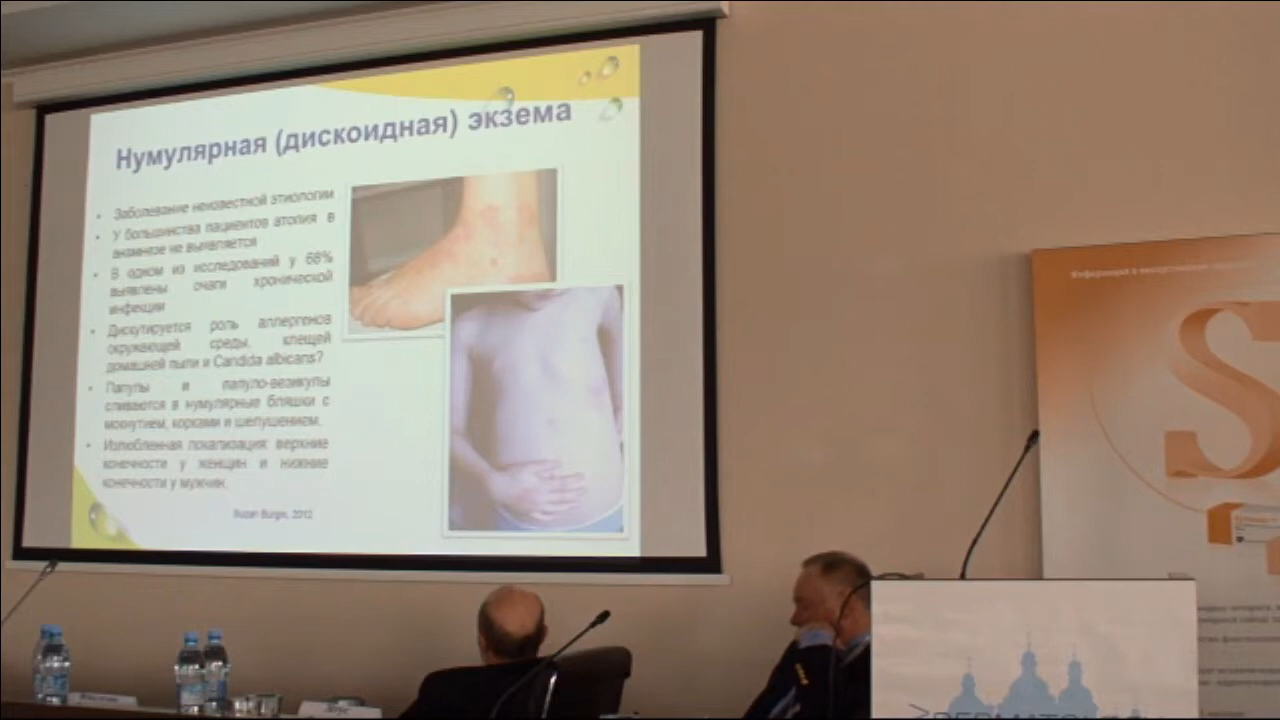 Нумулярная (дискоидная) экзема
• Заболевание неизвестной этиологии
• У большинства пациентов атопия в
анамнезе не выявляется
• В одном из исследований у 68%
выявлены очаги хронической
инфекции
• Дискутируется роль аллергенов
окружающей среды, клещей
домашней пыли и Candida albicans?
• Папулы и папуло-везикулы
сливаются в нумулярные бляшки с
мокнутием, корками и шелушением.
• Излюбленная локализация: верхние
конечности у женщин и нижние
конечности у мужчин.
2012
S